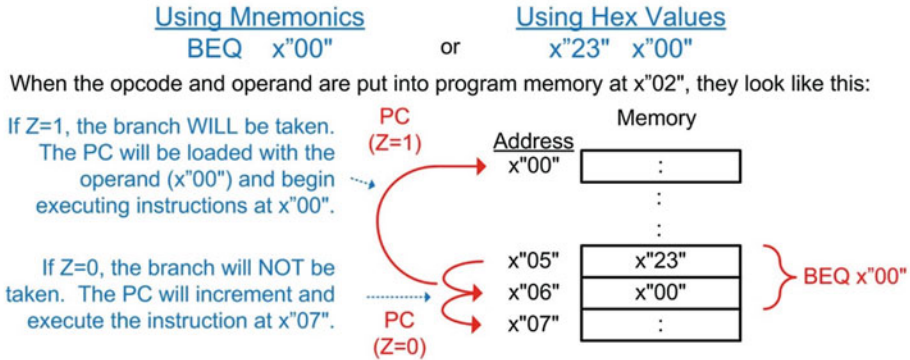 Using Mnemonics
Using Hex Values
BEQ x"00"
or
x"23" x"00"
When the opcode and operand are put into program memory at x"02", they look like this:
If Z=1, the branch WILL be taken.
The PC will be loaded with the
operand (x"00") and begin
executing instructions at x"00".
PC
(Z=1)
Memory
Address
x"00"
:
:
:
If Z=0, the branch will NOT be
taken. The PC will increment and
execute the instruction at x"07".
PC
(Z=0)
x"05" x"23"
x"06" x"00"
x"07" :
BEQ x"00"